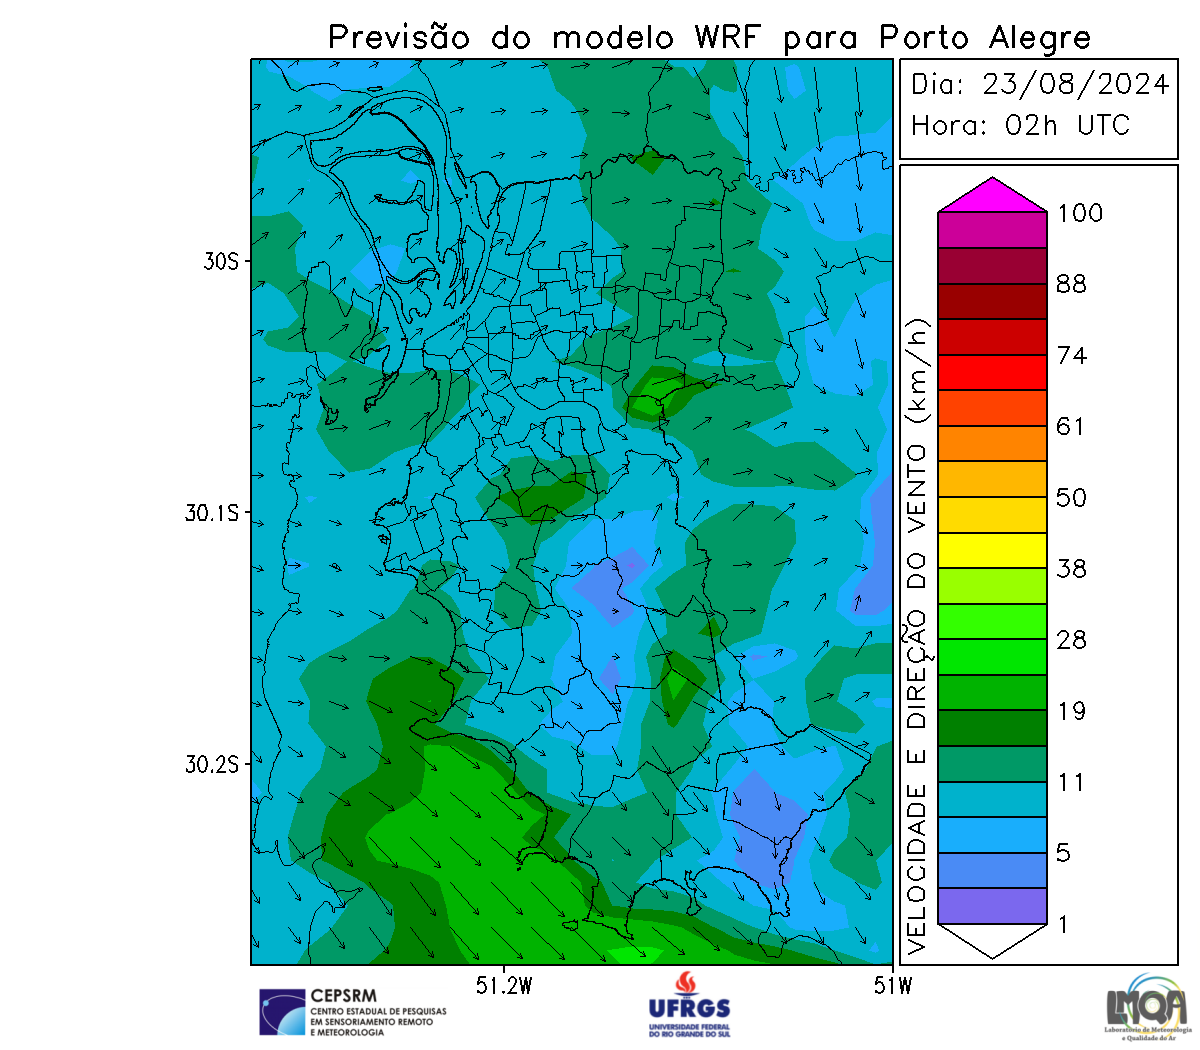 Previsão do modelo WRF para Porto Alegre
Dia: 23/08/2024
Hora: 02h UTC
30S
30.1S
30.2S
51.2W
51W
VELOCIDADE E DIREÇÃO DO VENTO (km/h)
100
88
74
61
50
38
28
19
11
5
1
CEPSRM
CENTRO ESTADUAL DE PESQUISAS
EM SENSORIAMENTO REMOTO
E METEOROLOGIA
UFRGS
UNIVERSIDADE FEDERAL
DO RIO GRANDE DO SUL
LMQA
Laboratório de Meteorologia
e Qualidade do Ar